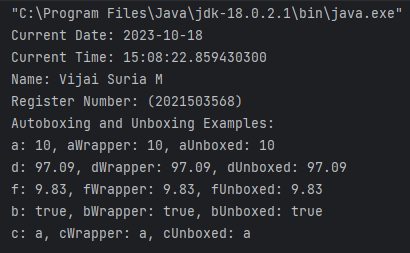 "C:\Program Files\Java\jdk-18.0.2.1\bin\java.exe"
Current Date: 2023-10-18
Current Time: 15:08:22.859430300
Name: Vijai Suria M
Register Number: (2021503568)
Autoboxing and Unboxing Examples:
a: 10, aWrapper: 10, aUnboxed: 10
d: 97.09, dWrapper: 97.09, dUnboxed: 97.09
f: 9.83, fWrapper: 9.83, fUnboxed: 9.83
b: true, bWrapper: true, bUnboxed: true
c: a, cWrapper: a, cUnboxed: a